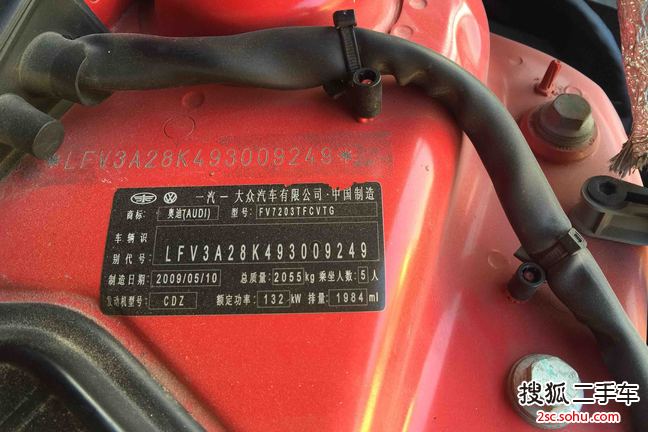 *LFV3A28K493009249*
一汽一大众汽车有限公司·中国制造
商标: 奥迪(AUDI) 型号: FV7203TFCVTG
车辆识别代号: LFV3A28K493009249
制造日期: 2009/05/10 总质量: 2055kg 乘坐人数: 5人
发动机型号: CDZ 额定功率: 132 kW 排量: 1984 ml
搜狐二手车
2sc.sohu.com